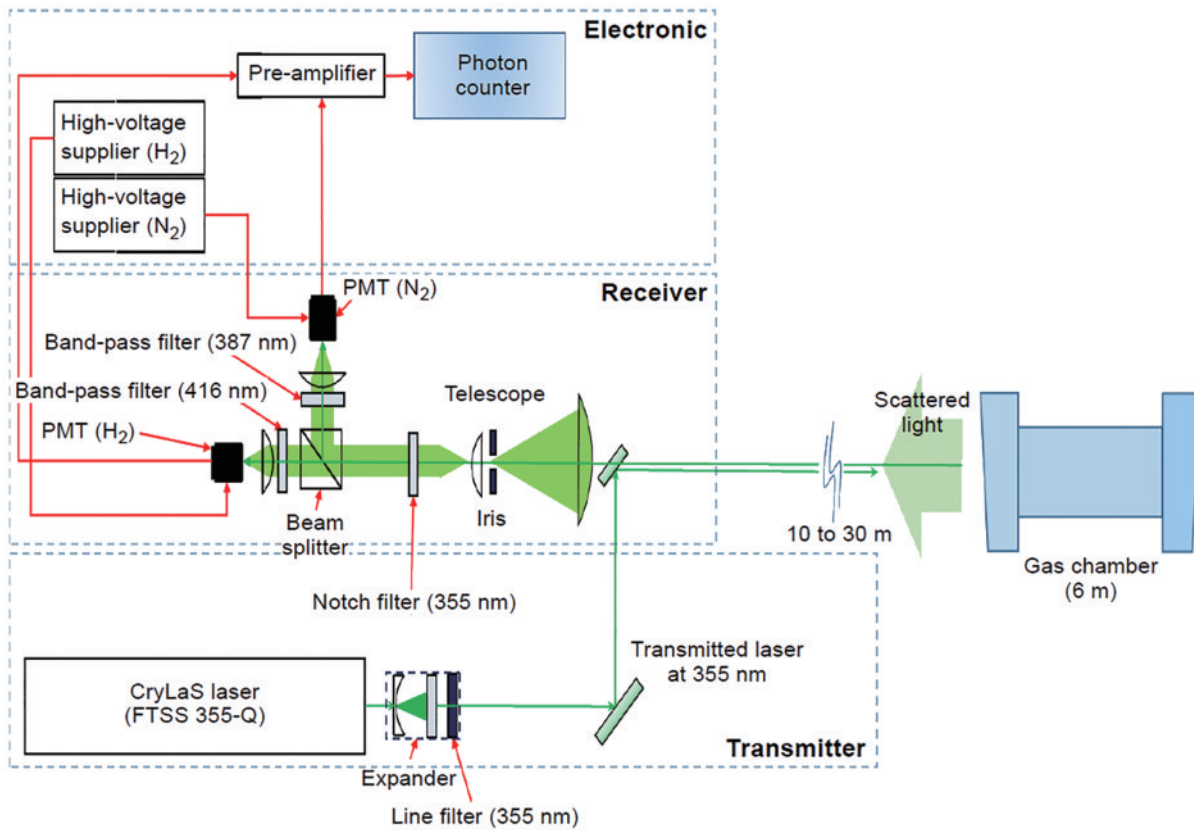 Electronic
Pre-amplifier
Photon
counter
High-voltage
supplier (H₂)
High-voltage
supplier (N₂)
Receiver
PMT (N₂)
Band-pass filter (387 nm)
Band-pass filter (416 nm)
PMT (H₂)
Telescope
Scattered
light
Beam
splitter
Iris
10 to 30 m
Gas chamber
(6 m)
Notch filter (355 nm)
Transmitted laser
at 355 nm
CryLaS laser
(FTSS 355-Q)
Transmitter
Expander
Line filter (355 nm)